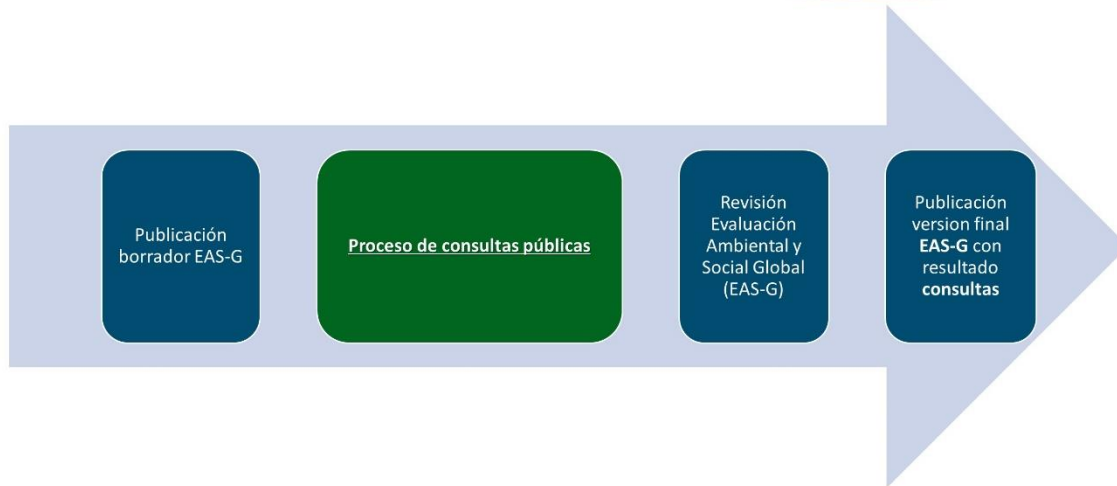 Publicación
borrador EAS-G
Proceso de consultas públicas
Revisión
Evaluación
Ambiental y
Social Global
(EAS-G)
Publicación
version final
EAS-G con
resultado
consultas